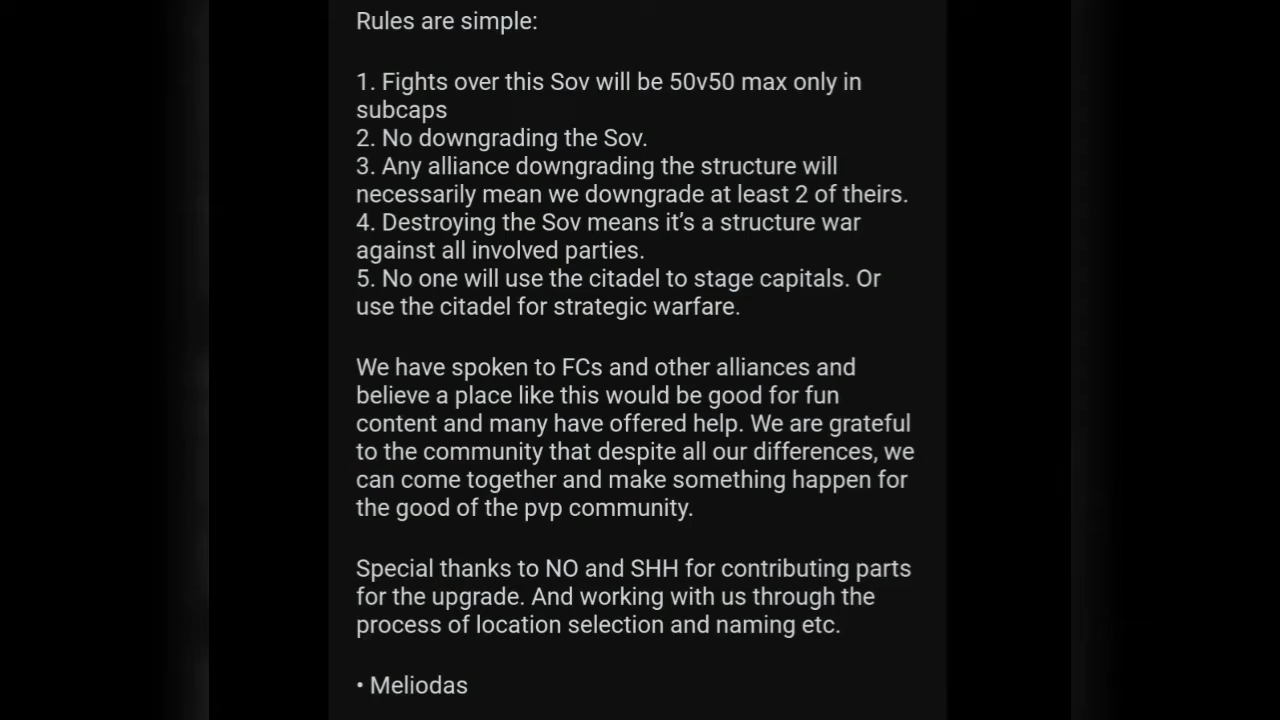 Rules are simple:
1. Fights over this Sov will be 50v50 max only in
subcaps
2. No downgrading the Sov.
3. Any alliance downgrading the structure will
necessarily mean we downgrade at least 2 of theirs.
4. Destroying the Sov means it’s a structure war
against all involved parties.
5. No one will use the citadel to stage capitals. Or
use the citadel for strategic warfare.
We have spoken to FCs and other alliances and
believe a place like this would be good for fun
content and many have offered help. We are grateful
to the community that despite all our differences, we
can come together and make something happen for
the good of the pvp community.
Special thanks to NO and SHH for contributing parts
for the upgrade. And working with us through the
process of location selection and naming etc.
• Meliodas